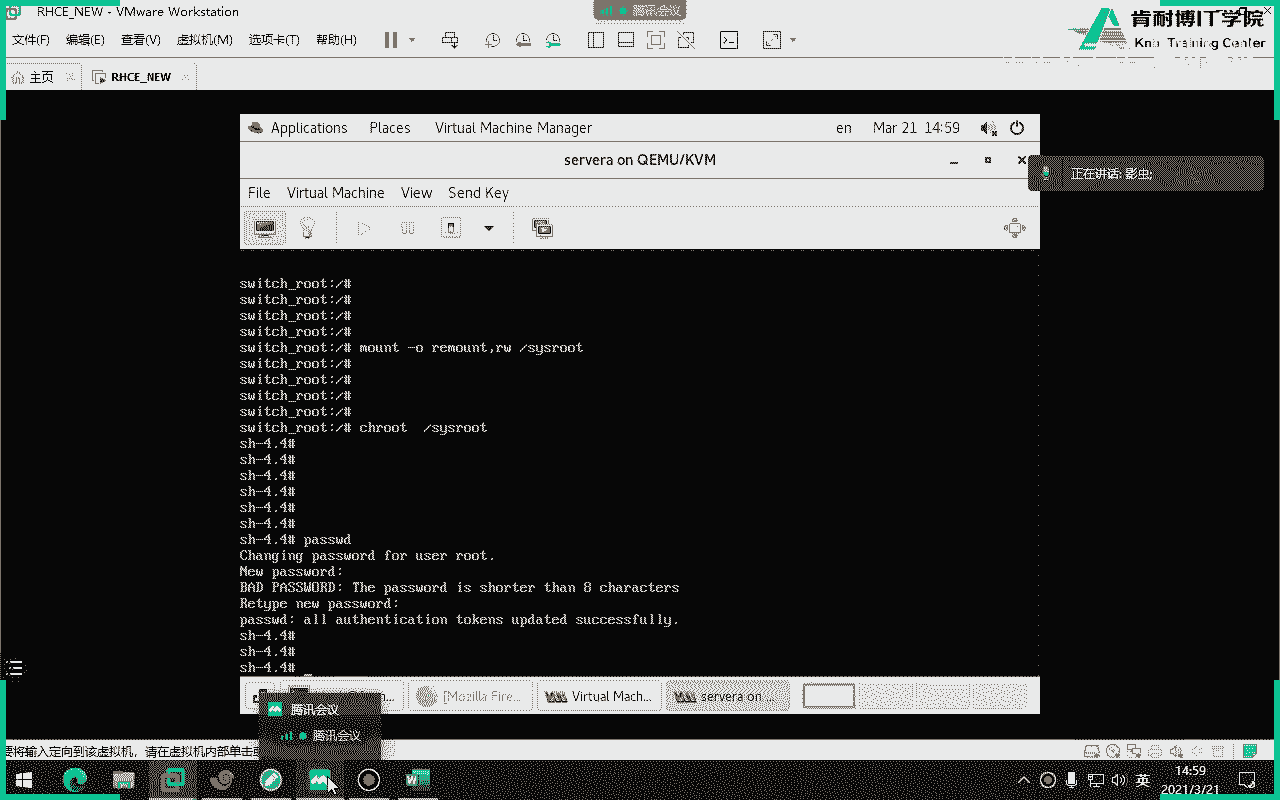 RHCE_NEW - VMware Workstation
腾讯会议
文件(F) 编辑(E) 查看(V) 虚拟机(M) 选项卡(T) 帮助(H)
肯耐博IT学院
Knb Training Center
主页 RHCE_NEW
Applications Places Virtual Machine Manager en Mar 21 14:59
servera on QEMU/KVM
正在讲话: 影虫;
File Virtual Machine View Send Key
switch_root:/#
switch_root:/#
switch_root:/#
switch_root:/#
switch_root:/# mount -o remount,rw /sysroot
switch_root:/#
switch_root:/#
switch_root:/#
switch_root:/#
switch_root:/# chroot  /sysroot
sh-4.4#
sh-4.4#
sh-4.4#
sh-4.4#
sh-4.4#
sh-4.4#
sh-4.4# passwd
Changing password for user root.
New password:
BAD PASSWORD: The password is shorter than 8 characters
Retype new password:
passwd: all authentication tokens updated successfully.
sh-4.4#
sh-4.4#
sh-4.4#
[Mozilla Fire... Virtual Mach... servera on
腾讯会议
腾讯会议
要将输入定向到该虚拟机，请在虚拟机内部单击或
英 14:59
2021/3/21